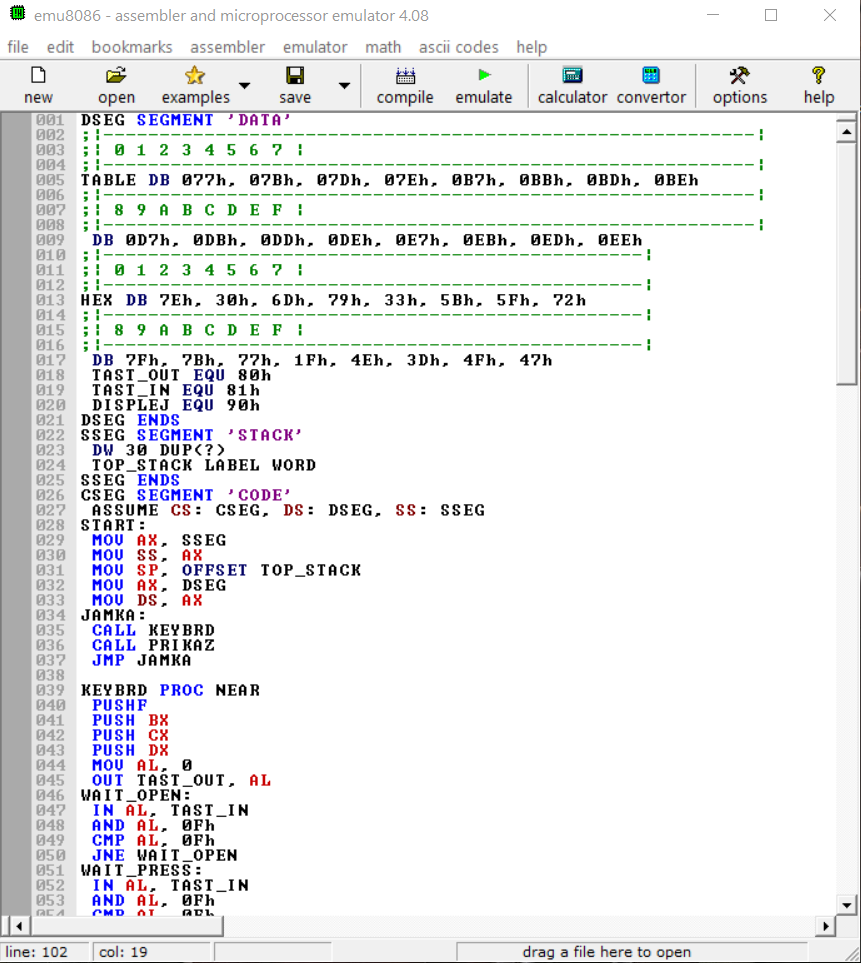 emu8086 - assembler and microprocessor emulator 4.08
file edit bookmarks assembler emulator math ascii codes help
new open examples save compile emulate calculator convertor options help
001 DSEG SEGMENT 'DATA'
002 ;¦----------------------------------------------------------¦
003 ;¦ 0 1 2 3 4 5 6 7 ¦
004 ;¦----------------------------------------------------------¦
005 TABLE DB 077h, 07Bh, 07Dh, 07Eh, 0B7h, 0BBh, 0BDh, 0BEh
006 ;¦----------------------------------------------------------¦
007 ;¦ 8 9 A B C D E F ¦
008 ;¦----------------------------------------------------------¦
009 DB 0D7h, 0DBh, 0DDh, 0DEh, 0E7h, 0EBh, 0EDh, 0EEh
010 ;¦------------------------------------------------¦
011 ;¦ 0 1 2 3 4 5 6 7 ¦
012 ;¦------------------------------------------------¦
013 HEX DB 7Eh, 30h, 6Dh, 79h, 33h, 5Bh, 5Fh, 72h
014 ;¦------------------------------------------------¦
015 ;¦ 8 9 A B C D E F ¦
016 ;¦------------------------------------------------¦
017 DB 7Fh, 7Bh, 77h, 1Fh, 4Eh, 3Dh, 4Fh, 47h
018 TAST_OUT EQU 80h
019 TAST_IN EQU 81h
020 DISPLEJ EQU 90h
021 DSEG ENDS
022 SSEG SEGMENT 'STACK'
023 DW 30 DUP(?)
024 TOP_STACK LABEL WORD
025 SSEG ENDS
026 CSEG SEGMENT 'CODE'
027 ASSUME CS: CSEG, DS: DSEG, SS: SSEG
028 START:
029 MOV AX, SSEG
030 MOV SS, AX
031 MOV SP, OFFSET TOP_STACK
032 MOV AX, DSEG
033 MOV DS, AX
034 JAMKA:
035 CALL KEYBRD
036 CALL PRIKAZ
037 JMP JAMKA
038
039 KEYBRD PROC NEAR
040 PUSHF
041 PUSH BX
042 PUSH CX
043 PUSH DX
044 MOV AL, 0
045 OUT TAST_OUT, AL
046 WAIT_OPEN:
047 IN AL, TAST_IN
048 AND AL, 0Fh
049 CMP AL, 0Fh
050 JNE WAIT_OPEN
051 WAIT_PRESS:
052 IN AL, TAST_IN
053 AND AL, 0Fh
054 CMP AL, 0Fh
line: 102 col: 19 drag a file here to open